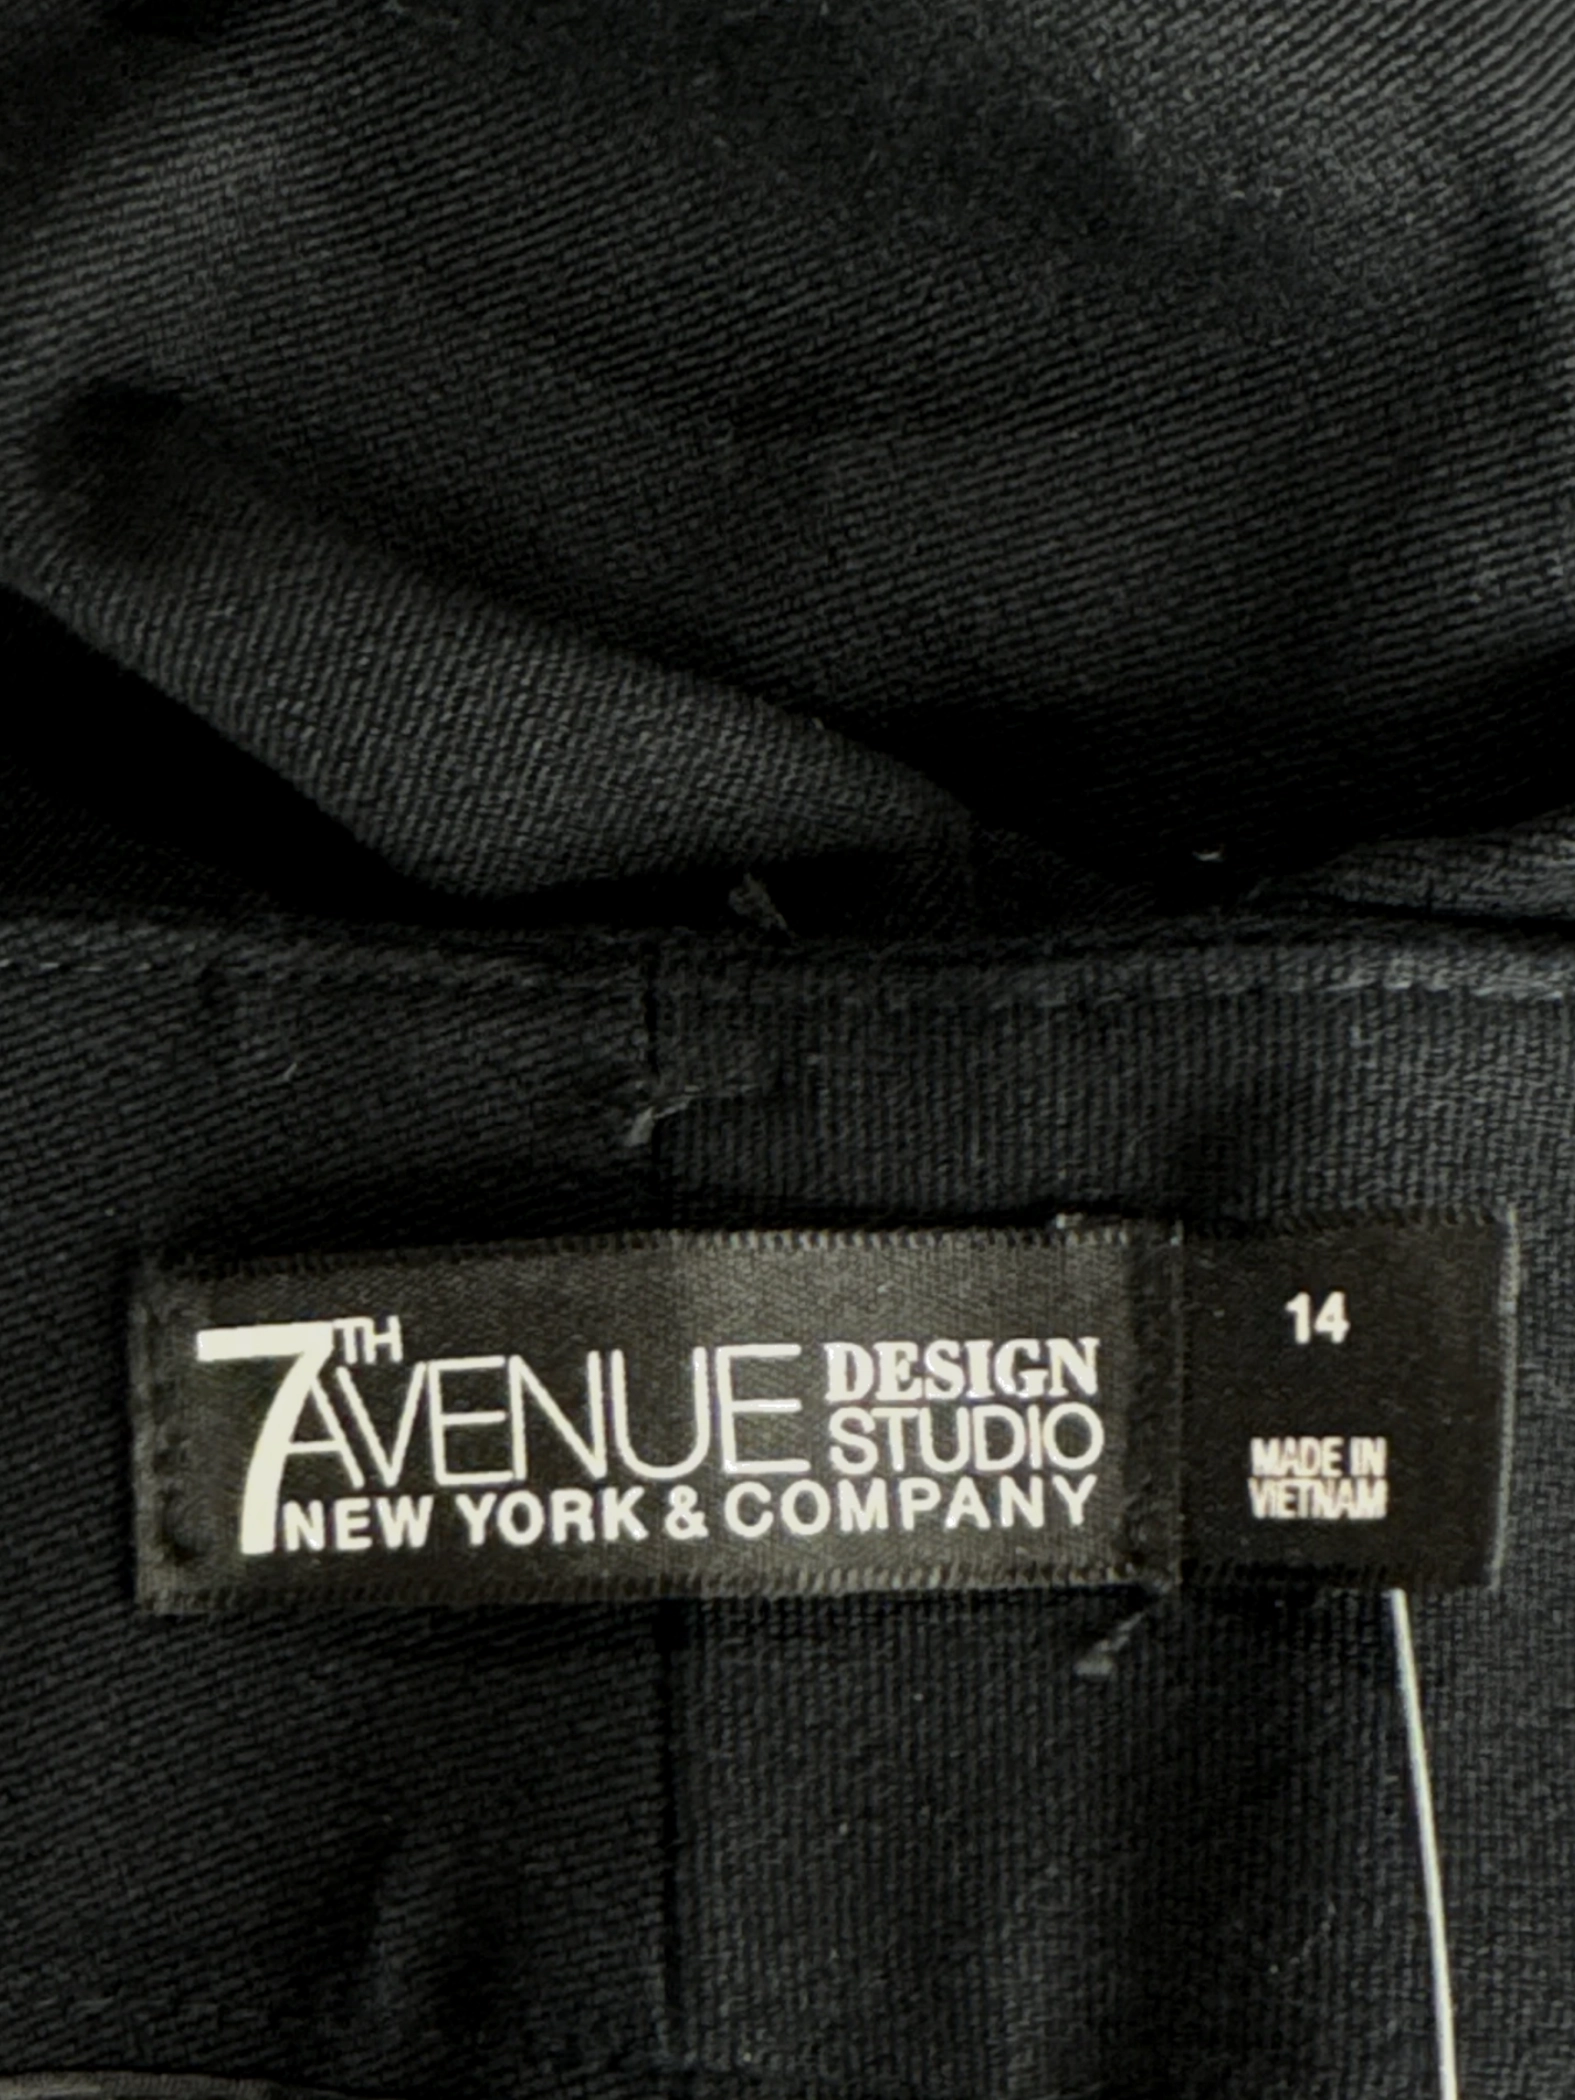 7TH AVENUE DESIGN STUDIO
NEW YORK & COMPANY
14
MADE IN
VIETNAM